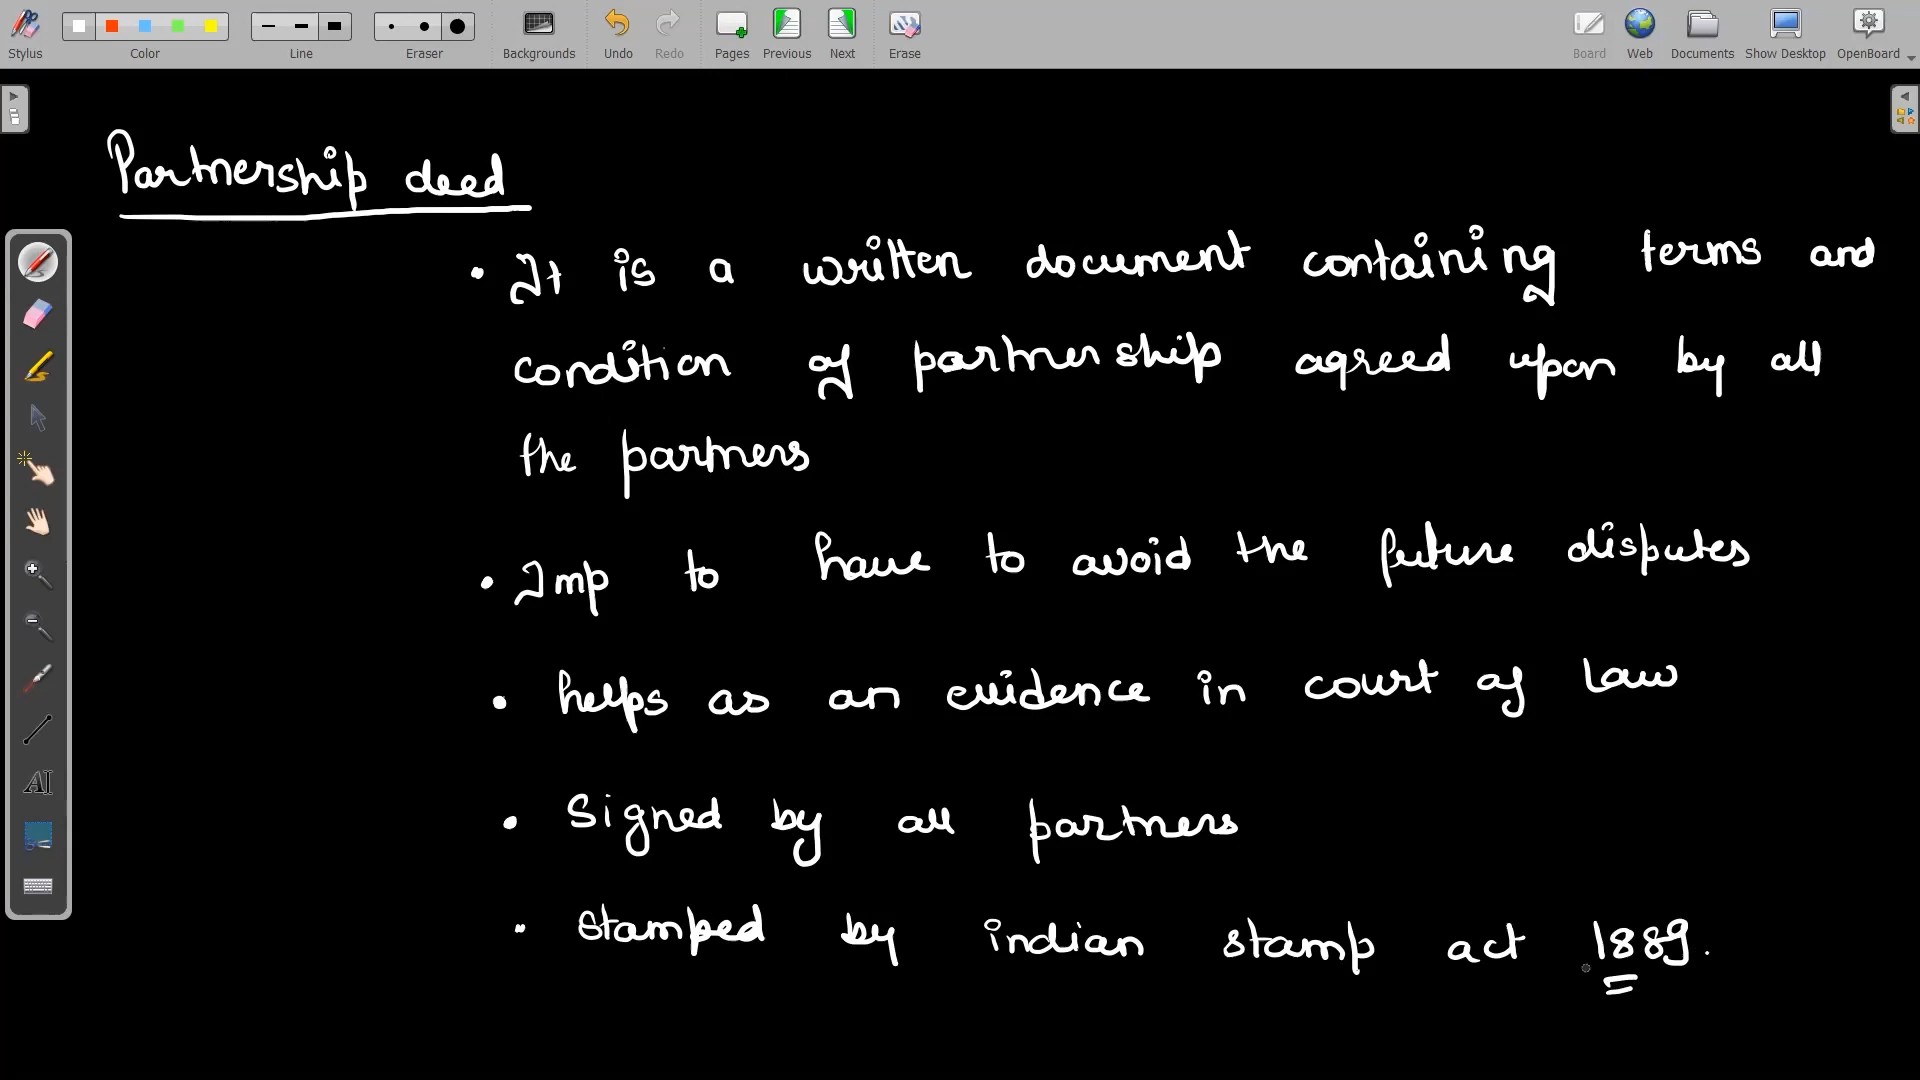 Stylus Color Line Eraser Backgrounds Undo Redo Pages Previous Next Erase Board Web Documents Show Desktop OpenBoard
Partnership deed
• It is a written document containing terms and
condition of partnership agreed upon by all
the partners
• Imp to have to avoid the future disputes
• helps as an evidence in court of law
• Signed by all partners
• Stamped by indian stamp act 1889.
AI